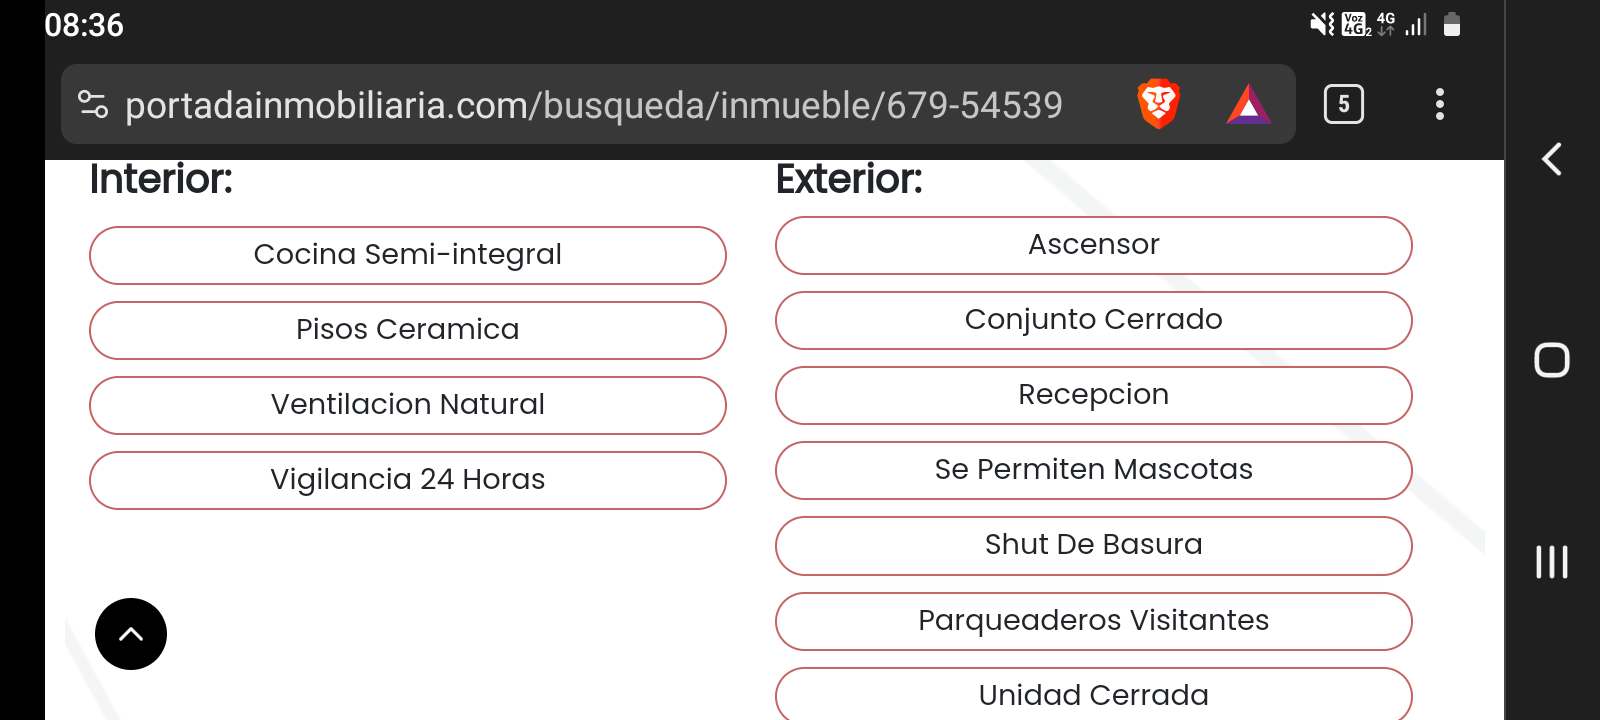 08:36
Voz
4G2
4G
portadainmobiliaria.com/busqueda/inmueble/679-54539
5
Interior:
Cocina Semi-integral
Pisos Ceramica
Ventilacion Natural
Vigilancia 24 Horas
Exterior:
Ascensor
Conjunto Cerrado
Recepcion
Se Permiten Mascotas
Shut De Basura
Parqueaderos Visitantes
Unidad Cerrada